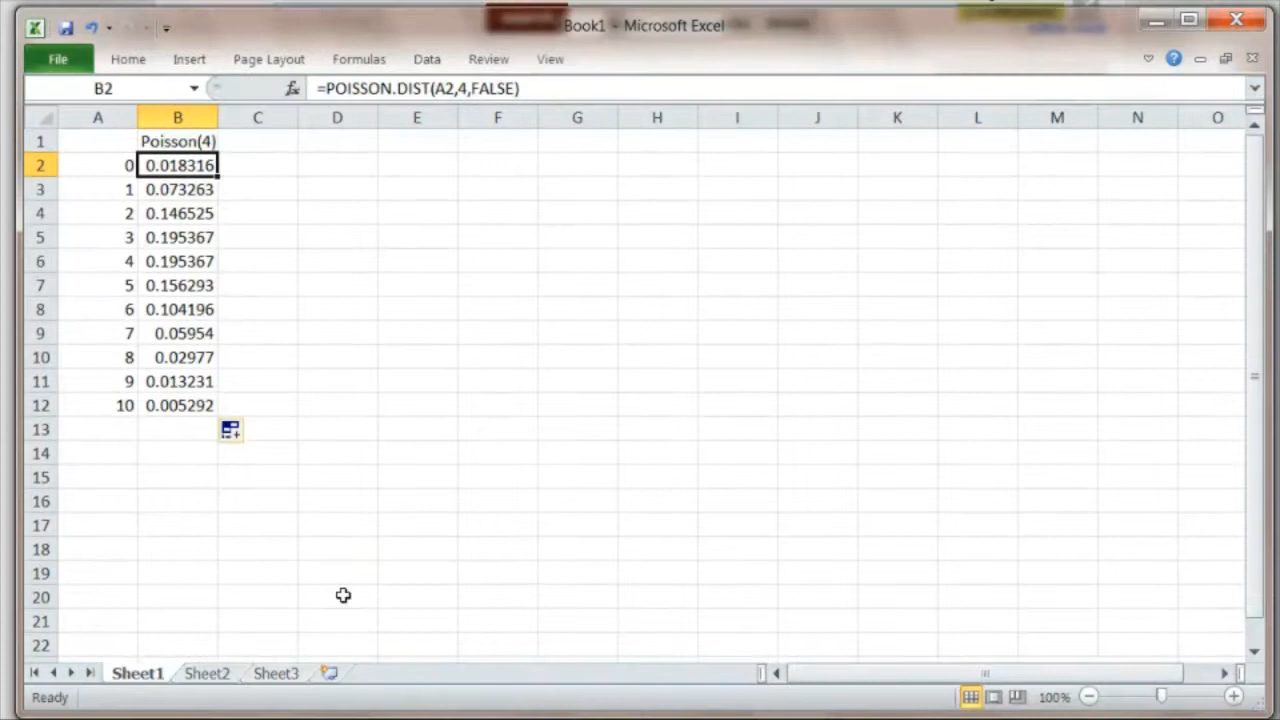 Book1 - Microsoft Excel
File Home Insert Page Layout Formulas Data Review View
B2 fx =POISSON.DIST(A2,4,FALSE)
A B C D E F G H I J K L M N O
1 Poisson(4)
2 0 0.018316
3 1 0.073263
4 2 0.146525
5 3 0.195367
6 4 0.195367
7 5 0.156293
8 6 0.104196
9 7 0.05954
10 8 0.02977
11 9 0.013231
12 10 0.005292
13
14
15
16
17
18
19
20
21
22
Sheet1 Sheet2 Sheet3
Ready 100%